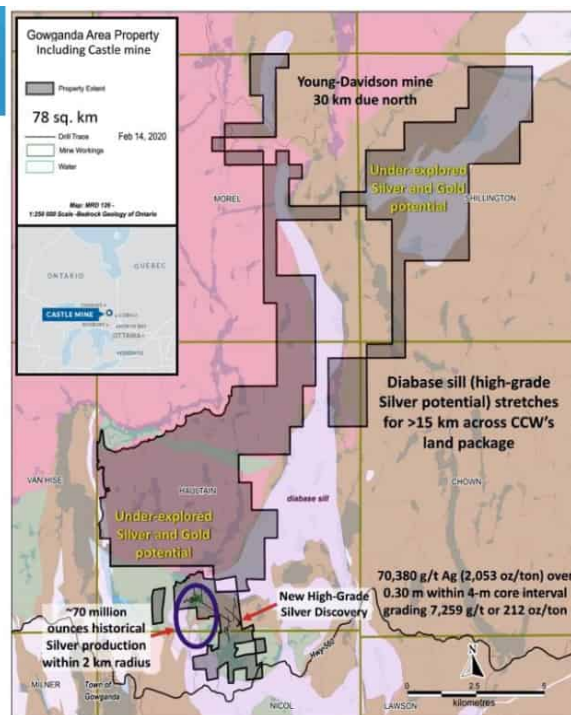 Gowganda Area Property
Including Castle mine
Property Extent
78 sq. km
Drill Trace
Feb 14, 2020
Mine Workings
Water
Map: MRD 126 -
1:250 000 Scale -Bedrock Geology of Ontario
ONTARIO
QUEBEC
CASTLE MINE
OTTAWA
Young-Davidson mine
30 km due north
MOREL
Under-explored
Silver and Gold
potential
SHILLINGTON
Diabase sill (high-grade
Silver potential) stretches
for >15 km across CCW's
land package
VAN HISE
HAULTAIN
diabase sill
CHOWN
Under-explored
Silver and Gold
potential
70,380 g/t Ag (2,053 oz/ton) over
0.30 m within 4-m core interval
grading 7,259 g/t or 212 oz/ton
~70 million
ounces historical
Silver production
within 2 km radius
New High-Grade
Silver Discovery
Hwy 560
N
0 2.5 5
kilometres
MILNER
Town of
Gowganda
NICOL
LAWSON